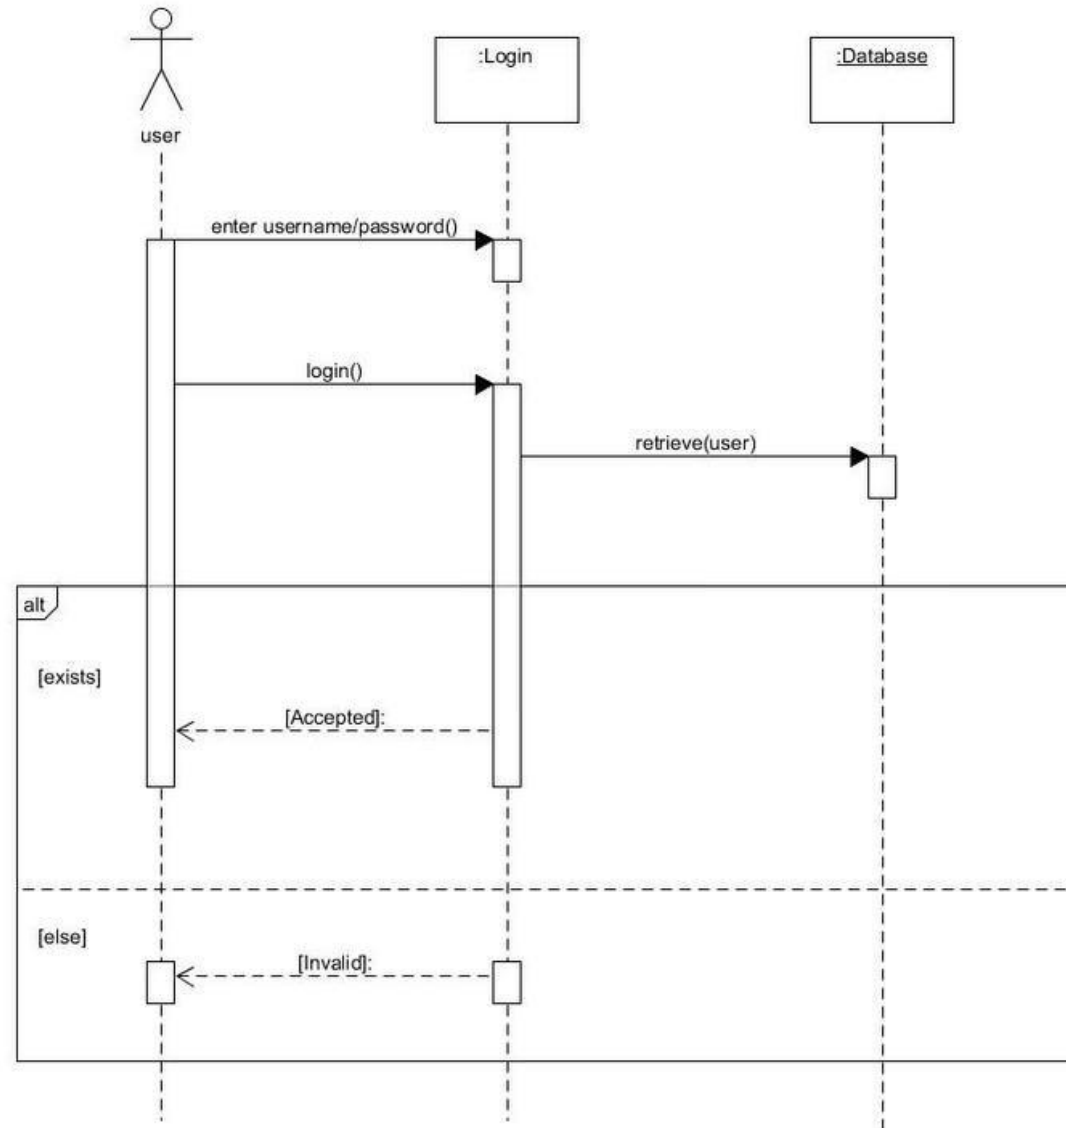 :Login
:Database
user
enter username/password()
login()
retrieve(user)
alt
[exists]
[Accepted]:
[else]
[Invalid]: